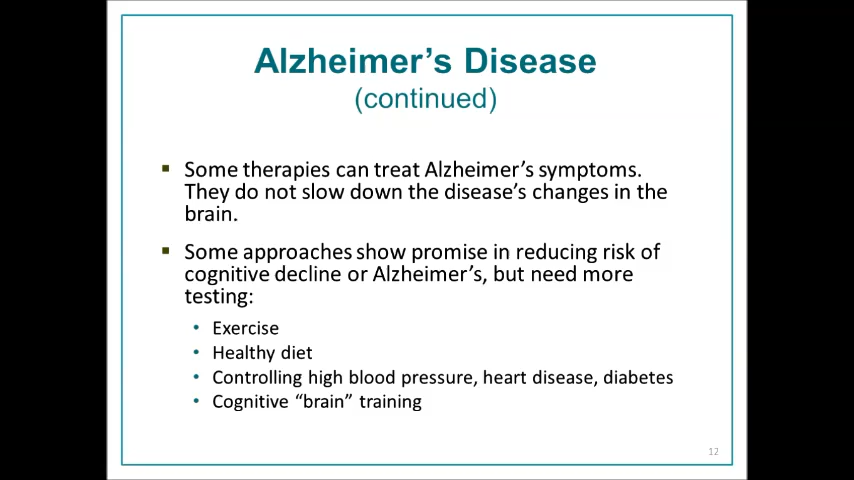 Alzheimer’s Disease
(continued)
▪ Some therapies can treat Alzheimer’s symptoms.
They do not slow down the disease’s changes in the
brain.
▪ Some approaches show promise in reducing risk of
cognitive decline or Alzheimer’s, but need more
testing:
• Exercise
• Healthy diet
• Controlling high blood pressure, heart disease, diabetes
• Cognitive “brain” training
12